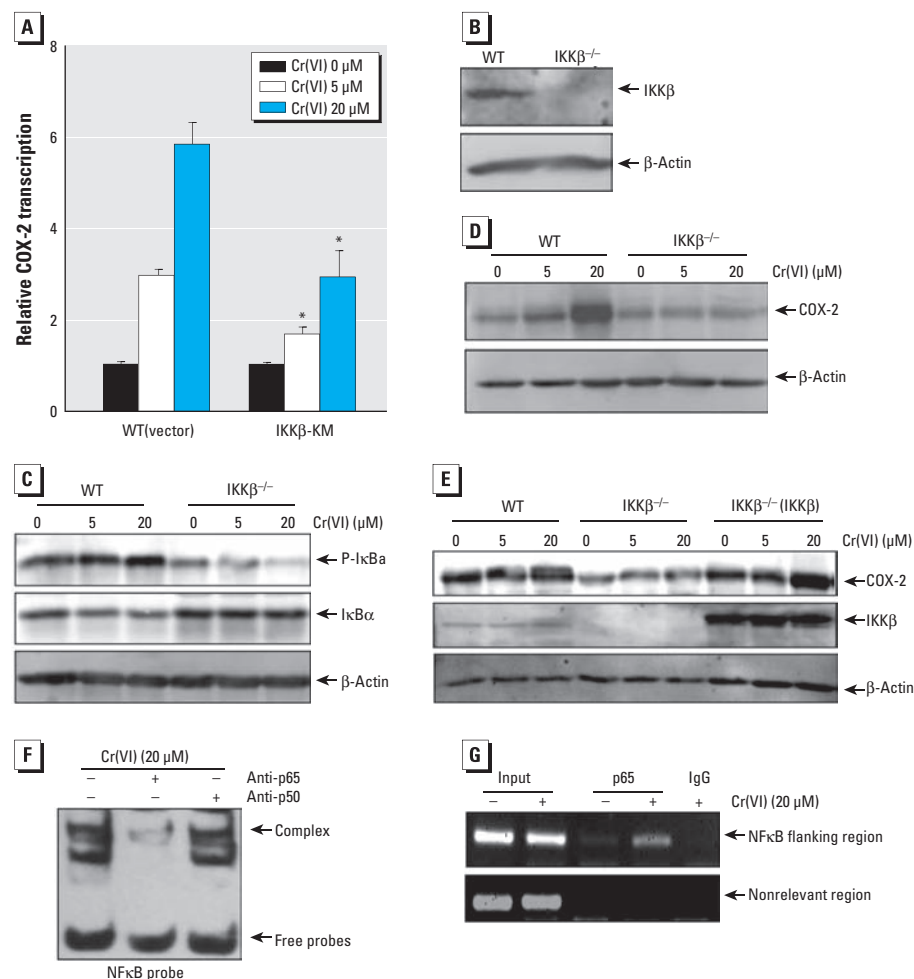 A
8
6
4
2
0
Relative COX-2 transcription
Cr(VI) 0 µM
Cr(VI) 5 µM
Cr(VI) 20 µM
*
*
WT(vector)
IKKβ-KM
B
WT IKKβ–/–
IKKβ
β-Actin
D
WT IKKβ–/–
0 5 20 0 5 20 Cr(VI) (µM)
COX-2
β-Actin
C
WT IKKβ–/–
0 5 20 0 5 20 Cr(VI) (µM)
P-IκBa
IκBα
β-Actin
E
WT IKKβ–/– IKKβ–/– (IKKβ)
0 5 20 0 5 20 0 5 20 Cr(VI) (µM)
COX-2
IKKβ
β-Actin
F
Cr(VI) (20 µM)
– + – Anti-p65
– – + Anti-p50
Complex
Free probes
NFκB probe
G
Input p65 IgG
– + – + + Cr(VI) (20 µM)
NFκB flanking region
Nonrelevant region